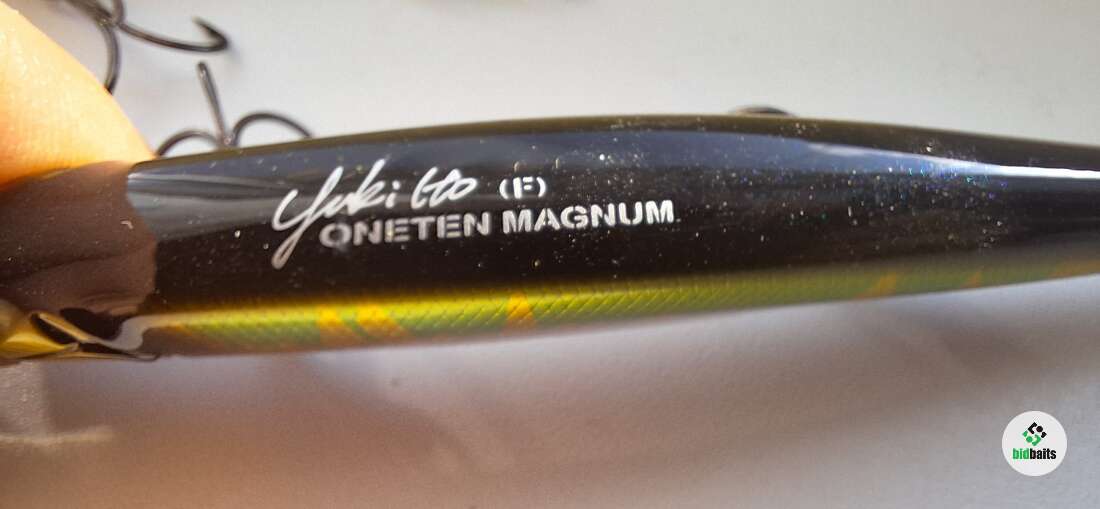 Yuki Ito (F)
ONETEN MAGNUM
bidbaits